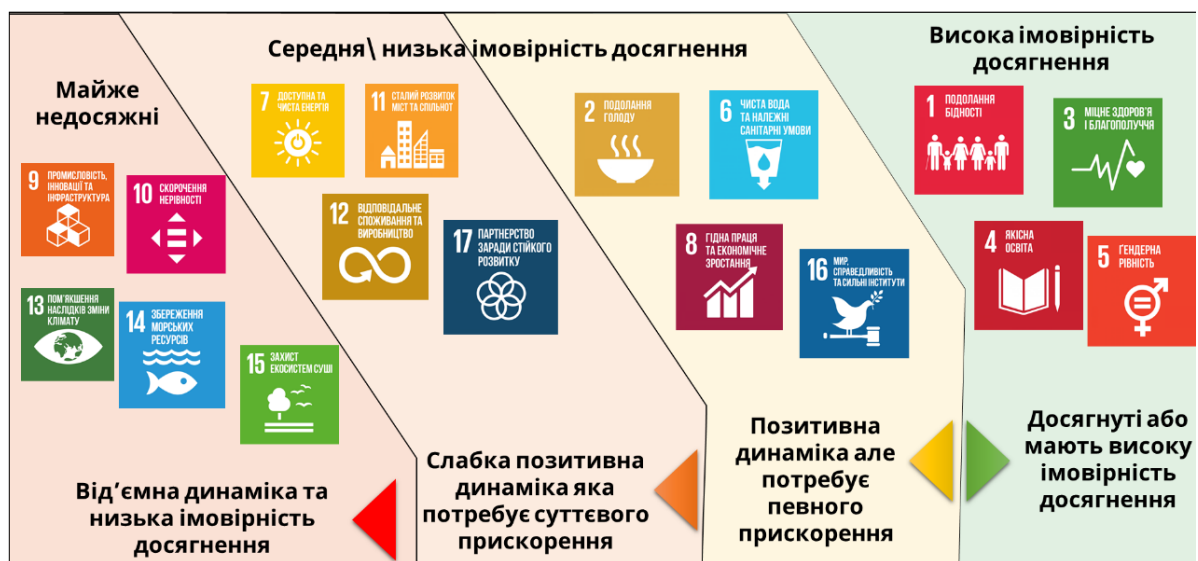 Майже
недосяжні
9 ПРОМИСЛОВІСТЬ,
ІННОВАЦІЇ ТА
ІНФРАСТРУКТУРА
10 СКОРОЧЕННЯ
НЕРІВНОСТІ
13 ПОМ’ЯКШЕННЯ
НАСЛІДКІВ ЗМІНИ
КЛІМАТУ
14 ЗБЕРЕЖЕННЯ
МОРСЬКИХ
РЕСУРСІВ
15 ЗАХИСТ
ЕКОСИСТЕМ СУШІ
Від’ємна динаміка та
низька імовірність
досягнення
Середня\ низька імовірність досягнення
7 ДОСТУПНА ТА
ЧИСТА ЕНЕРГІЯ
11 СТАЛИЙ РОЗВИТОК
МІСТ ТА СПІЛЬНОТ
12 ВІДПОВІДАЛЬНЕ
СПОЖИВАННЯ ТА
ВИРОБНИЦТВО
17 ПАРТНЕРСТВО
ЗАРАДИ СТІЙКОГО
РОЗВИТКУ
Слабка позитивна
динаміка яка
потребує суттєвого
прискорення
2 ПОДОЛАННЯ
ГОЛОДУ
6 ЧИСТА ВОДА
ТА НАЛЕЖНІ
САНІТАРНІ УМОВИ
8 ГІДНА ПРАЦЯ
ТА ЕКОНОМІЧНЕ
ЗРОСТАННЯ
16 МИР,
СПРАВЕДЛИВІСТЬ
ТА СИЛЬНІ ІНСТИТУТИ
Позитивна
динаміка але
потребує
певного
прискорення
Висока імовірність
досягнення
1 ПОДОЛАННЯ
БІДНОСТІ
3 МІЦНЕ ЗДОРОВ’Я
І БЛАГОПОЛУЧЧЯ
4 ЯКІСНА
ОСВІТА
5 ҐЕНДЕРНА
РІВНІСТЬ
Досягнуті або
мають високу
імовірність
досягнення